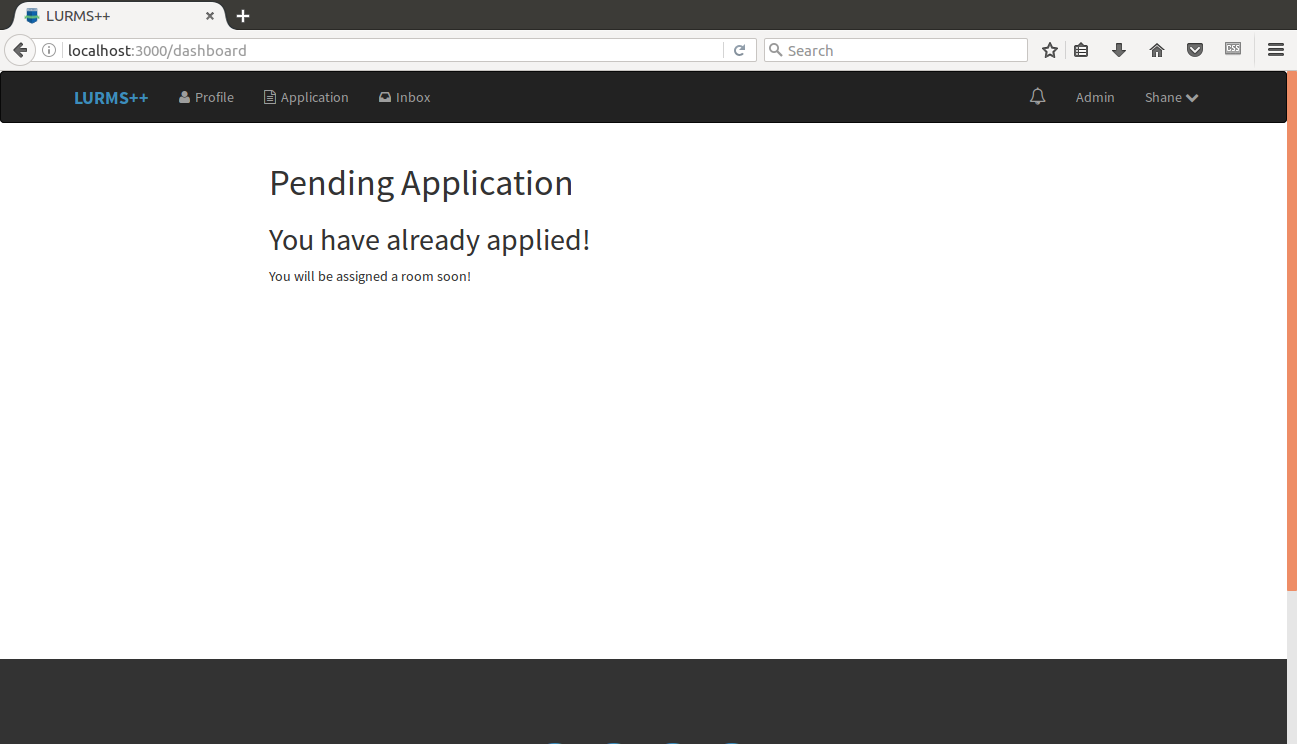 LURMS++
localhost:3000/dashboard
Search
CSS
LURMS++ Profile Application Inbox Admin Shane
Pending Application
You have already applied!
You will be assigned a room soon!